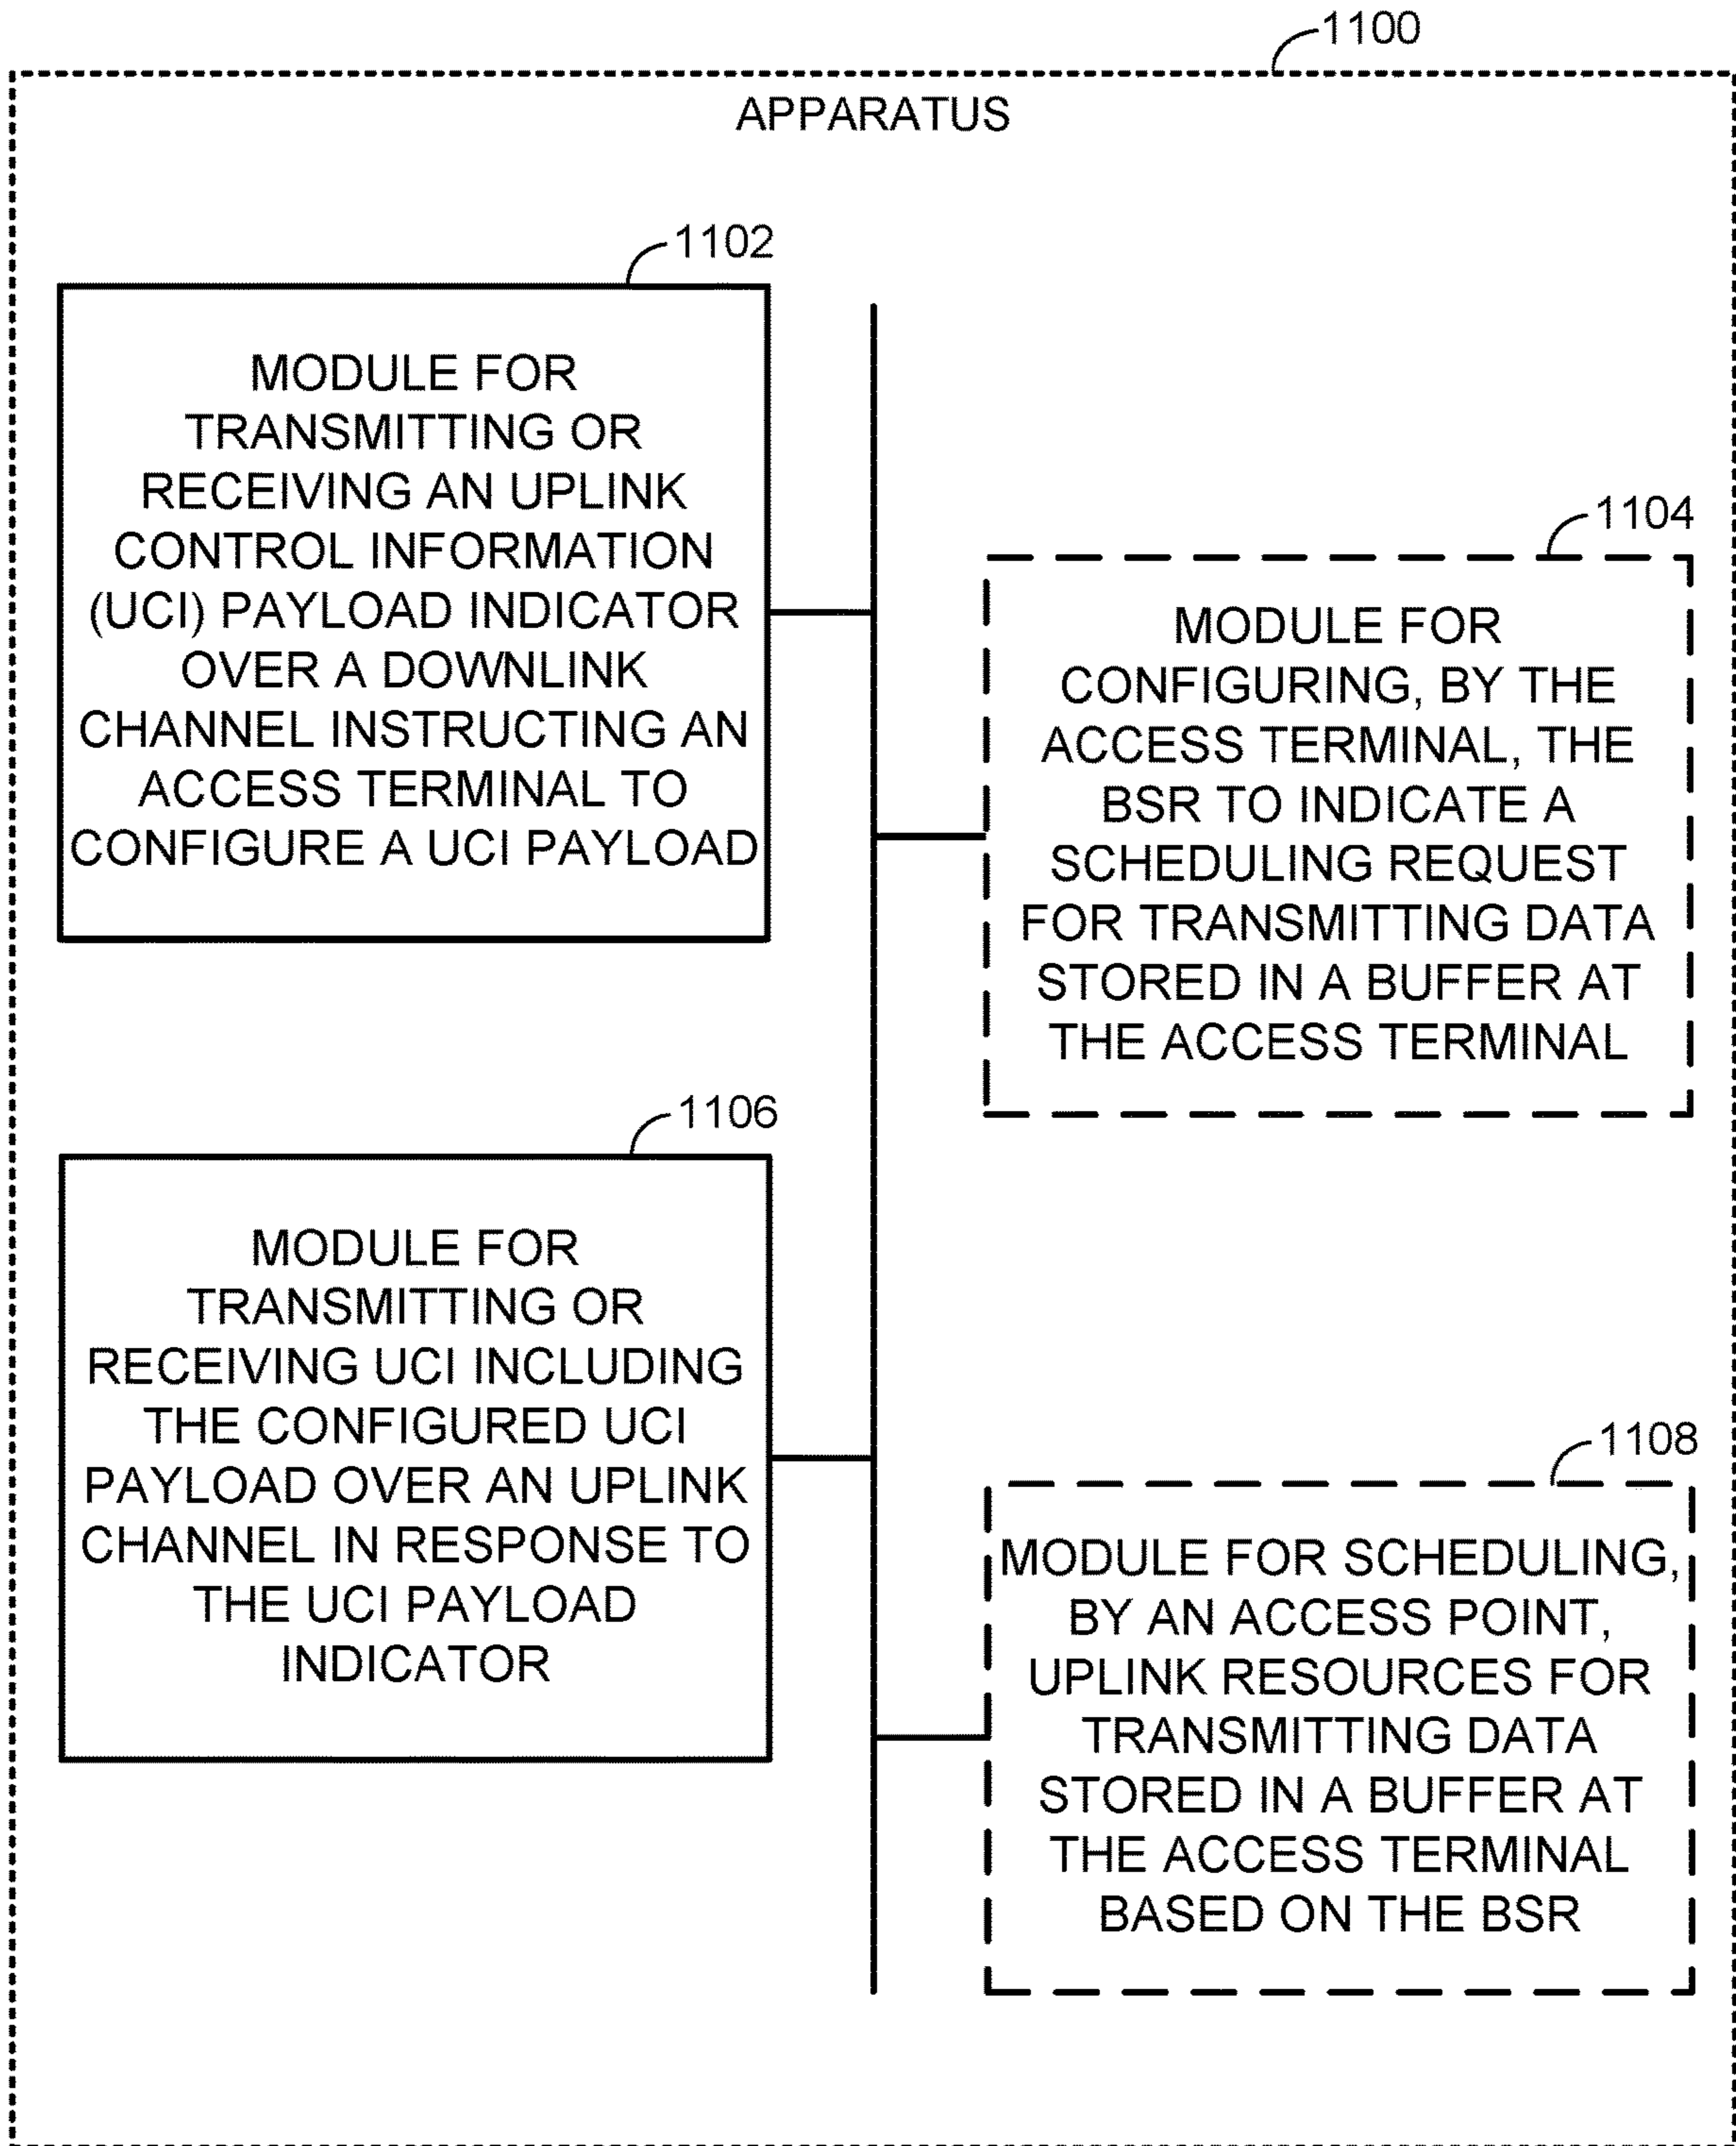 1100
APPARATUS
1102
MODULE FOR
TRANSMITTING OR
RECEIVING AN UPLINK
CONTROL INFORMATION
(UCI) PAYLOAD INDICATOR
OVER A DOWNLINK
CHANNEL INSTRUCTING AN
ACCESS TERMINAL TO
CONFIGURE A UCI PAYLOAD
1104
MODULE FOR
CONFIGURING, BY THE
ACCESS TERMINAL, THE
BSR TO INDICATE A
SCHEDULING REQUEST
FOR TRANSMITTING DATA
STORED IN A BUFFER AT
THE ACCESS TERMINAL
1106
MODULE FOR
TRANSMITTING OR
RECEIVING UCI INCLUDING
THE CONFIGURED UCI
PAYLOAD OVER AN UPLINK
CHANNEL IN RESPONSE TO
THE UCI PAYLOAD
INDICATOR
1108
MODULE FOR SCHEDULING,
BY AN ACCESS POINT,
UPLINK RESOURCES FOR
TRANSMITTING DATA
STORED IN A BUFFER AT
THE ACCESS TERMINAL
BASED ON THE BSR